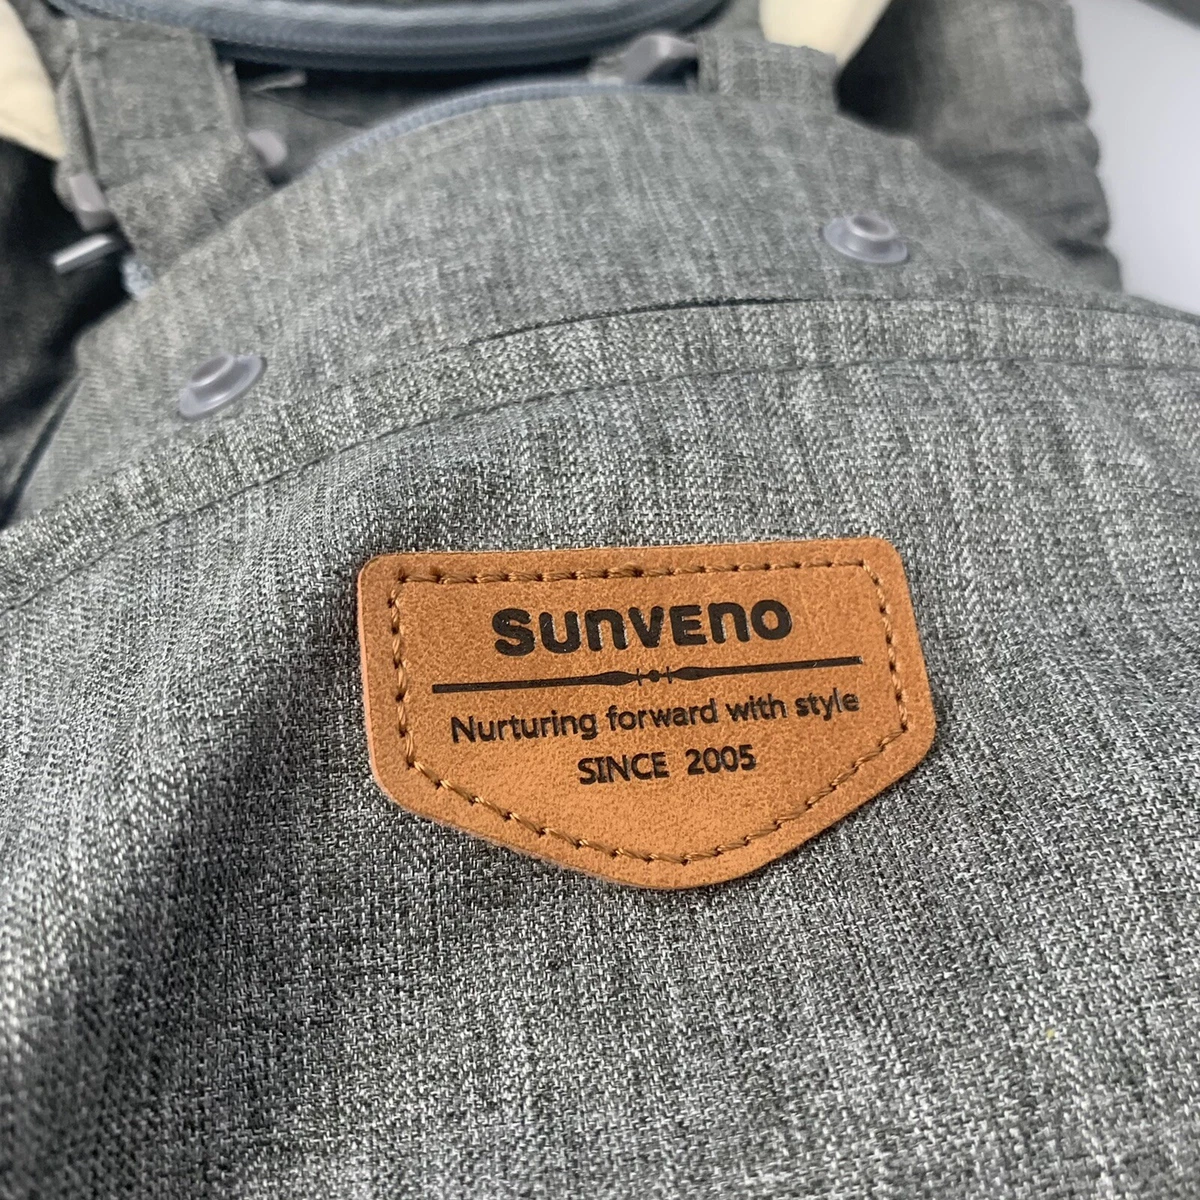 SUNVENO
Nurturing forward with style
SINCE 2005